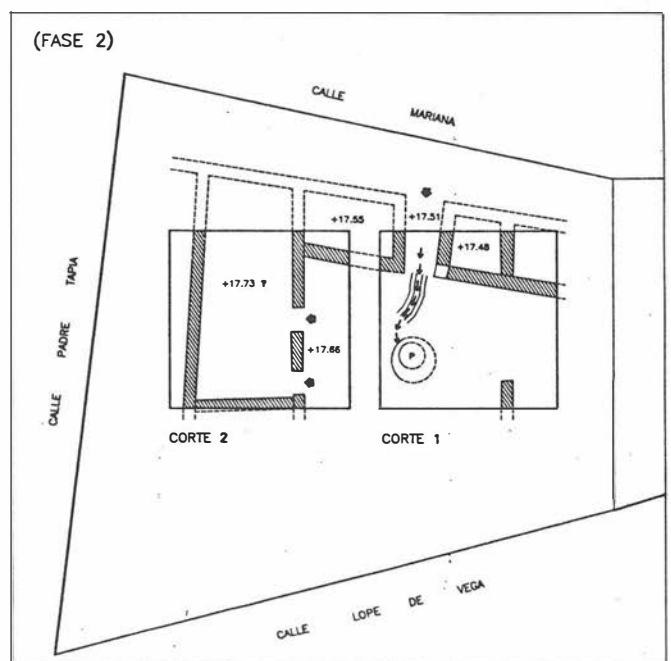 (FASE 2)
CALLE MARIANA
+17.55
+17.51
+17.48
+17.73 ?
+17.66
P
CALLE PADRE TAPIA
CORTE 2
CORTE 1
CALLE LOPE DE VEGA